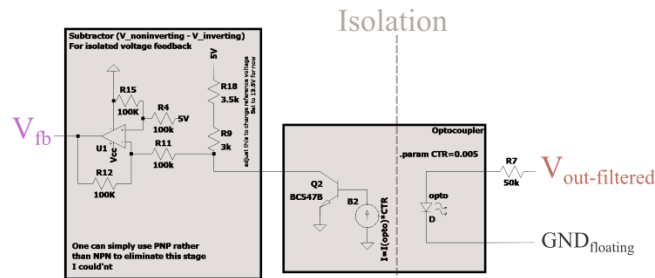 Isolation
Subtractor (V_noninverting - V_inverting)
For isolated voltage feedback
5V
R18
3.5k
R15
100K
R4
100k
5V
adjust this to change reference voltage
Set to 13.8V for now
V_fb
U1
Vcc
R11
100k
R9
3k
R12
100K
One can simply use PNP rather
than NPN to eliminate this stage
I could'nt
Optocoupler
.param CTR=0.005
Q2
BC547B
B2
I=I(opto)*CTR
opto
D
R7
50k
V_out-filtered
GND_floating